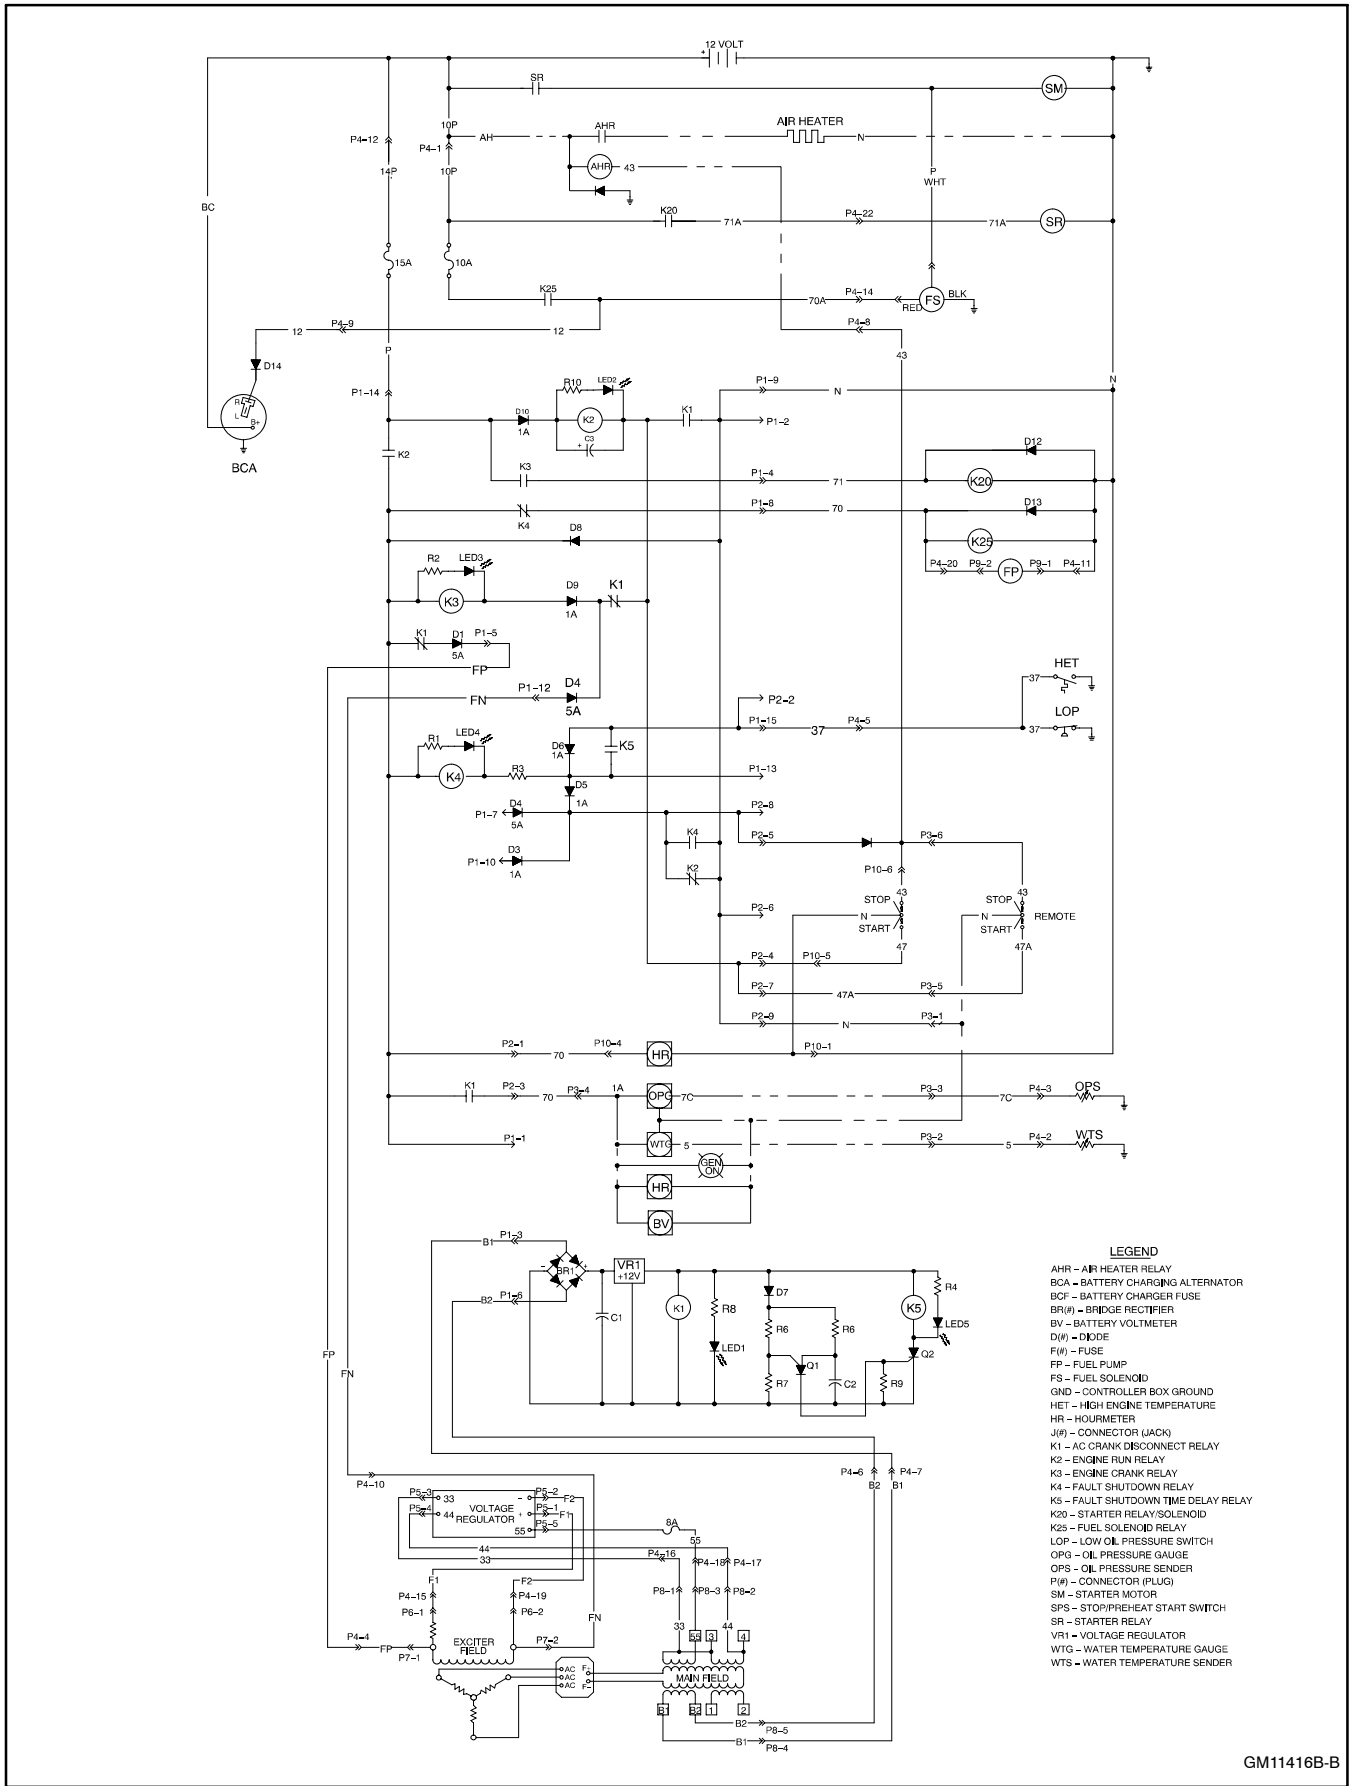 12 VOLT
+
SR
SM
10P
AH
AHR
AIR HEATER
N
P4-12
P4-1
14P
10P
AHR
43
P
WHT
BC
K20
71A
P4-22
71A
SR
15A
10A
K25
70A
P4-14
RED
FS
BLK
12
P4-9
12
P4-8
P
43
D14
R10
LED2
P1-9
N
N
P1-14
R
L
B+
D10
1A
K2
C3
+
K1
P1-2
BCA
K2
K3
P1-4
71
D12
K20
K4
P1-8
70
D13
D8
K25
R2
LED3
P4-20
P9-2
FP
P9-1
P4-11
K3
D9
1A
K1
K1
D1
5A
P1-5
FP
FN
P1-12
D4
5A
HET
37
P2-2
LOP
37
P1-15
37
P4-5
R1
LED4
D6
1A
K5
K4
R3
P1-13
D5
1A
P1-7
D4
5A
P2-8
K4
P2-5
P3-6
P1-10
D3
1A
K2
P10-6
43
STOP
N
START
47
43
STOP
N
START
47A
REMOTE
P2-6
P2-4
P10-5
P2-7
47A
P3-5
P2-9
N
P3-1
P2-1
70
P10-4
HR
P10-1
K1
P2-3
70
P3-4
1A
OPG
7C
P3-3
7C
P4-3
OPS
P1-1
WTG
5
P3-2
5
P4-2
WTS
GEN
ON
HR
BV
B1
P1-3
BR1
-
+
VR1
+12V
B2
P1-6
C1
K1
R8
LED1
D7
R6
R6
R7
Q1
C2
R9
K5
R4
LED5
Q2
FP
FN
LEGEND
AHR – AIR HEATER RELAY
BCA – BATTERY CHARGING ALTERNATOR
BCF – BATTERY CHARGER FUSE
BR(#) – BRIDGE RECTIFIER
BV – BATTERY VOLTMETER
D(#) – DIODE
F(#) – FUSE
FP – FUEL PUMP
FS – FUEL SOLENOID
GND – CONTROLLER BOX GROUND
HET – HIGH ENGINE TEMPERATURE
HR – HOURMETER
J(#) – CONNECTOR (JACK)
K1 – AC CRANK DISCONNECT RELAY
K2 – ENGINE RUN RELAY
K3 – ENGINE CRANK RELAY
K4 – FAULT SHUTDOWN RELAY
K5 – FAULT SHUTDOWN TIME DELAY RELAY
K20 – STARTER RELAY/SOLENOID
K25 – FUEL SOLENOID RELAY
LOP – LOW OIL PRESSURE SWITCH
OPG – OIL PRESSURE GAUGE
OPS – OIL PRESSURE SENDER
P(#) – CONNECTOR (PLUG)
SM – STARTER MOTOR
SPS – STOP/PREHEAT START SWITCH
SR – STARTER RELAY
VR1 – VOLTAGE REGULATOR
WTG – WATER TEMPERATURE GAUGE
WTS – WATER TEMPERATURE SENDER
P4-10
P4-6
P4-7
B2
B1
P5-3
33
P5-4
44
VOLTAGE
REGULATOR
-
+
55
P5-2
F2
P5-1
F1
P5-5
8A
55
44
33
P4-16
P4-18
P4-17
F1
F2
P4-15
P4-19
P8-1
P8-3
P8-2
P6-1
P6-2
FN
33
44
P4-4
FP
P7-1
EXCITER
FIELD
P7-2
55
3
4
AC
AC
AC
F+
F-
MAIN FIELD
B1
B2
1
2
B2
P8-5
B1
P8-4
GM11416B-B